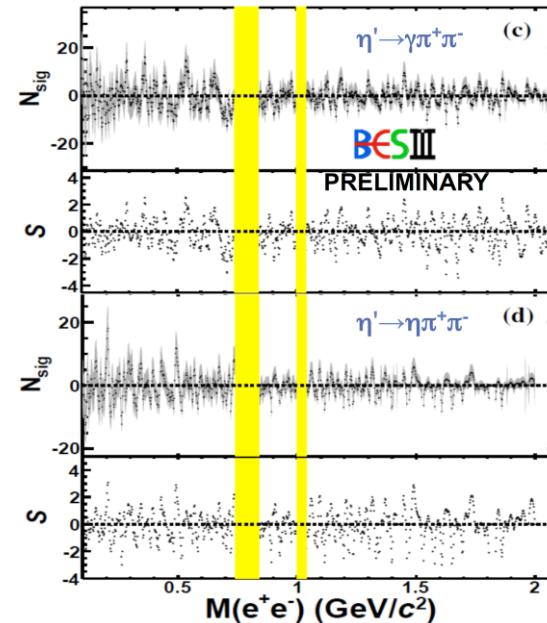 20
0
-20
N_sig
(c)
η'→γπ⁺π⁻
BESIII
PRELIMINARY
4
2
0
-2
-4
S
20
0
-20
N_sig
(d)
η'→ηπ⁺π⁻
4
2
0
-2
-4
S
0.5 1 1.5 2
M(e⁺e⁻) (GeV/c²)